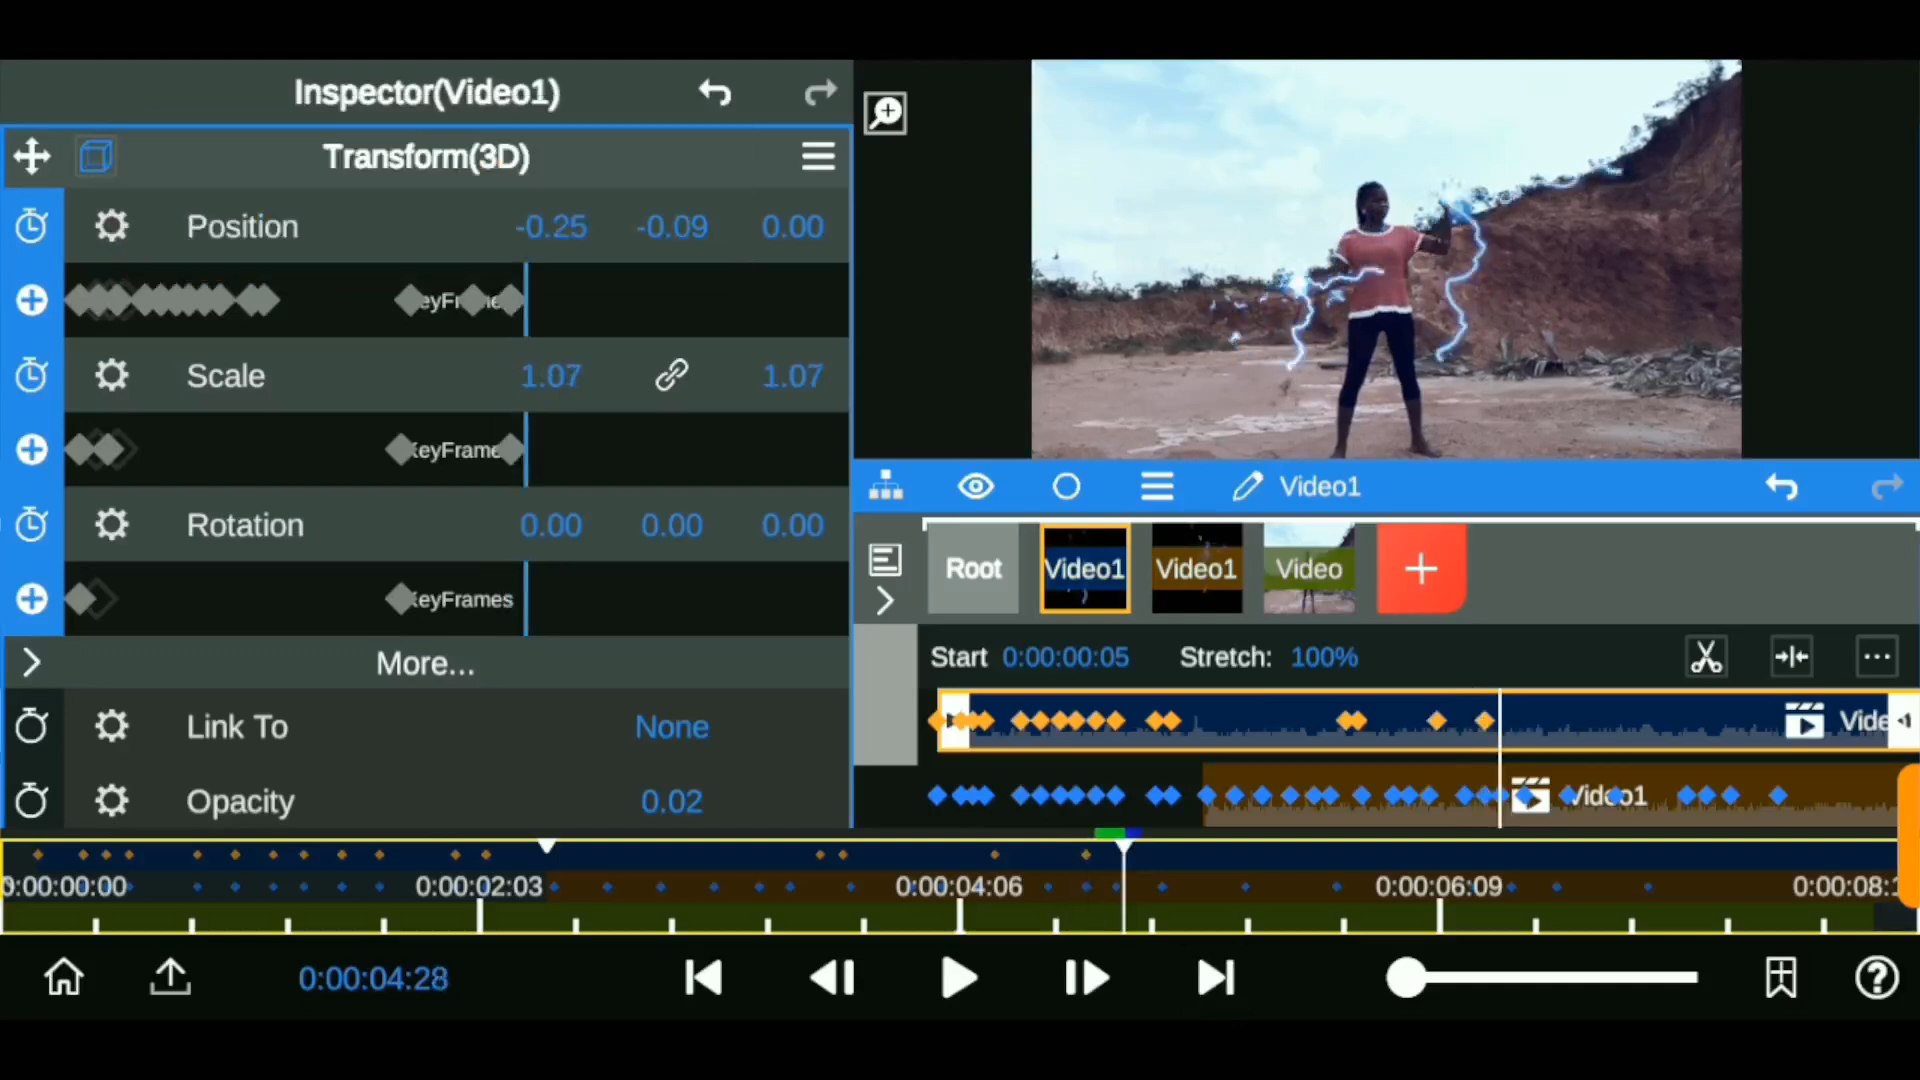 Inspector(Video1)
Transform(3D)
Position -0.25 -0.09 0.00
Scale 1.07 1.07
KeyFrame
Rotation 0.00 0.00 0.00
KeyFrames
More...
Link To None
Opacity 0.02
Video1
Root Video1 Video1 Video +
Start 0:00:00:05 Stretch: 100%
Vide
Video1
0:00:00:00 0:00:02:03 0:00:04:06 0:00:06:09 0:00:08:1
0:00:04:28